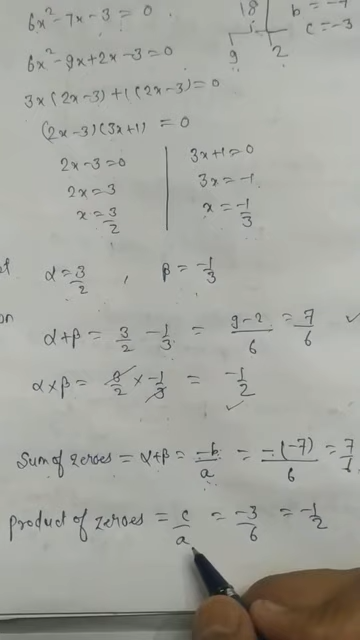 6x² - 7x - 3 = 0
18
b = -7
c = -3
9 2
6x² - 9x + 2x - 3 = 0
3x(2x - 3) + 1(2x - 3) = 0
(2x - 3)(3x + 1) = 0
2x - 3 = 0 | 3x + 1 = 0
2x = 3 | 3x = -1
x = 3/2 | x = -1/3
α = 3/2 , β = -1/3
α + β = 3/2 - 1/3 = 9-2/6 = 7/6 ✓
α × β = 3/2 × -1/3 = -1/2 ✓
Sum of zeroes = α + β = -b/a = -(-7)/6 = 7/6
Product of zeroes = c/a = -3/6 = -1/2